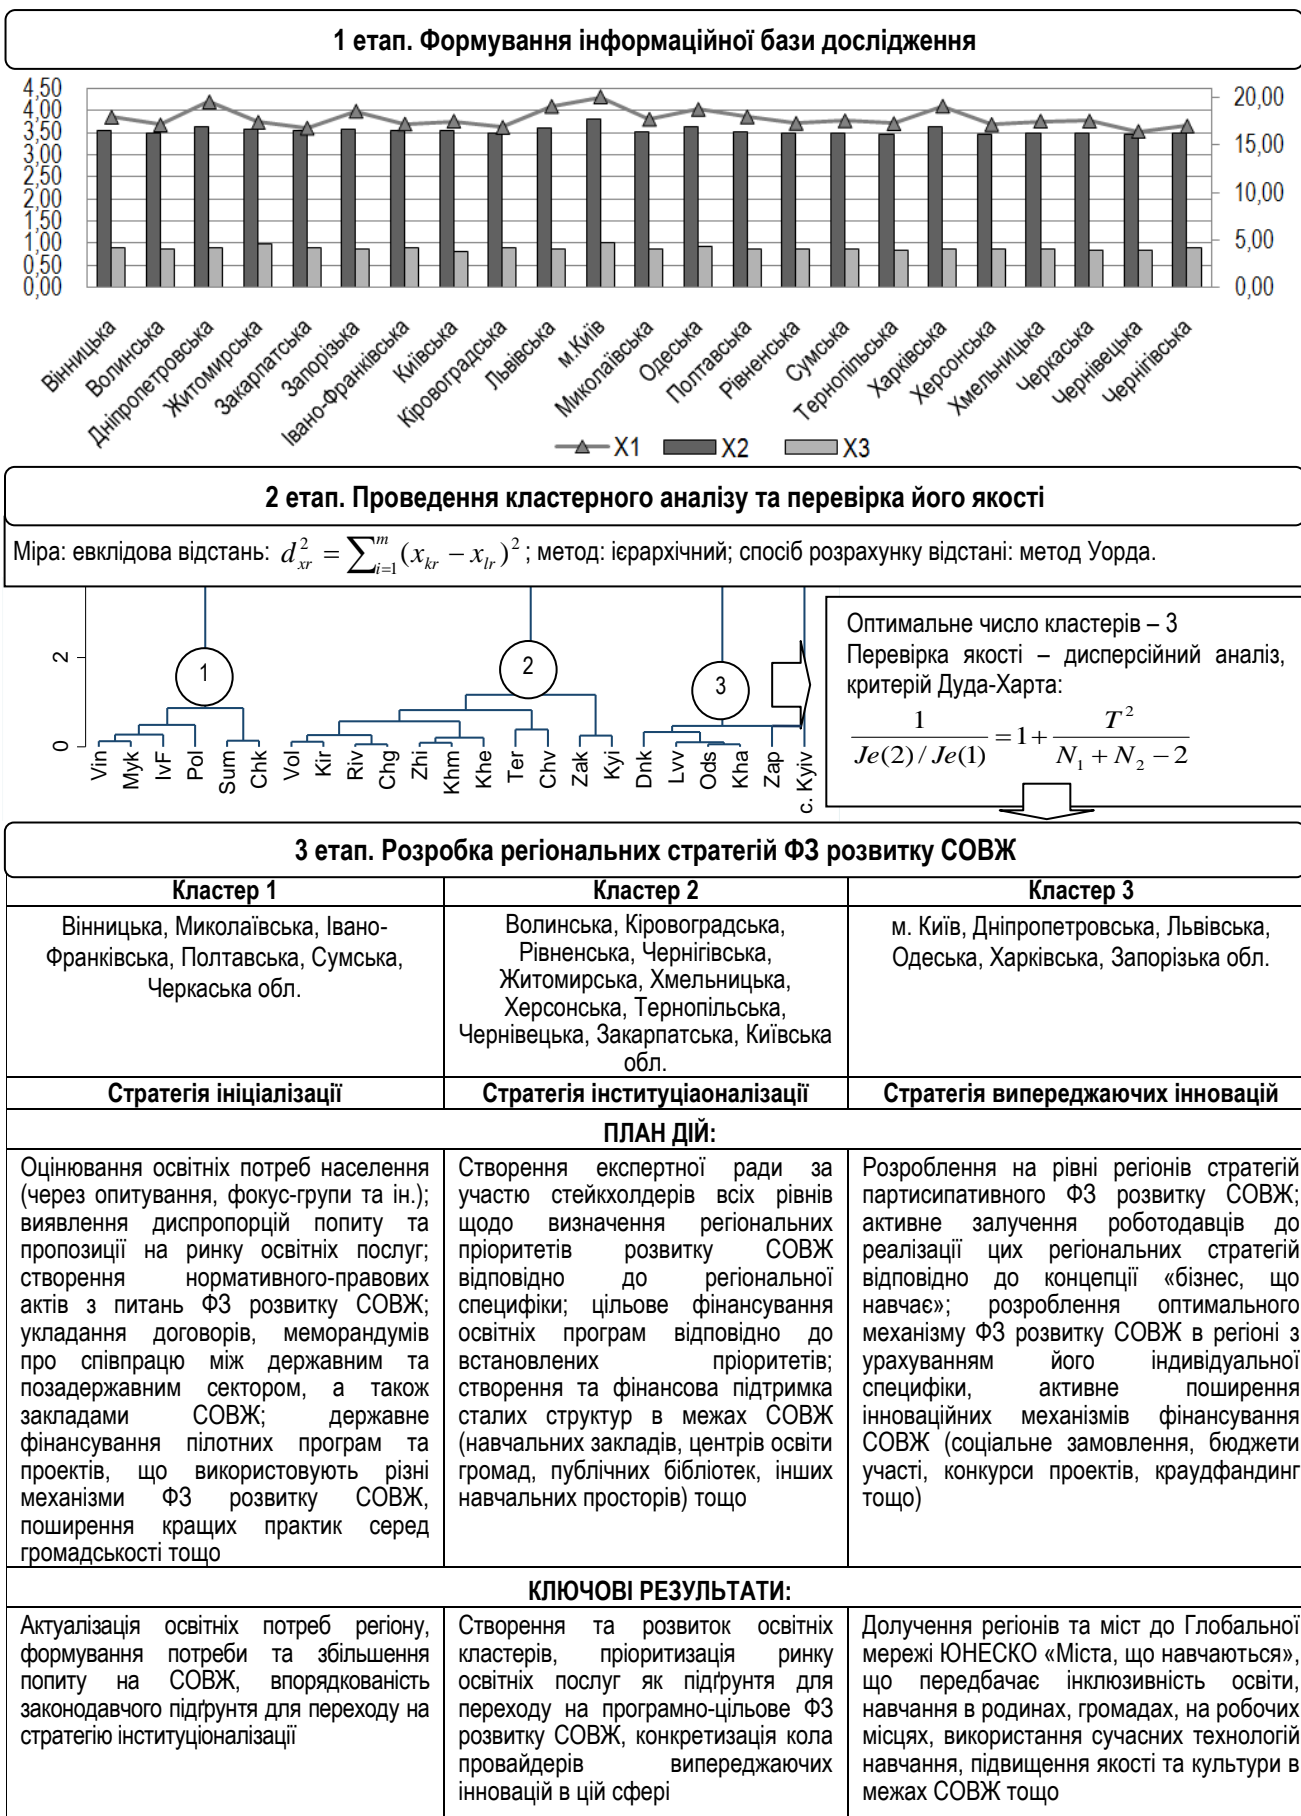 1 етап. Формування інформаційної бази дослідження
4,50
4,00
3,50
3,00
2,50
2,00
1,50
1,00
0,50
0,00
20,00
15,00
10,00
5,00
0,00
Вінницька
Волинська
Дніпропетровська
Житомирська
Закарпатська
Запорізька
Івано-Франківська
Київська
Кіровоградська
Львівська
м.Київ
Миколаївська
Одеська
Полтавська
Рівненська
Сумська
Тернопільська
Харківська
Херсонська
Хмельницька
Черкаська
Чернівецька
Чернігівська
X1 X2 X3
2 етап. Проведення кластерного аналізу та перевірка його якості
Міра: евклідова відстань: $d_{xr}^2 = \sum_{i=1}^{m}(x_{kr} - x_{lr})^2$ ; метод: ієрархічний; спосіб розрахунку відстані: метод Уорда.
2
0
1
2
3
Vin
Myk
IvF
Pol
Sum
Chk
Vol
Kir
Riv
Chg
Zhi
Khm
Khe
Ter
Chv
Zak
Kyi
Dnk
Lvv
Ods
Kha
Zap
c. Kyiv
Оптимальне число кластерів – 3
Перевірка якості – дисперсійний аналіз,
критерій Дуда-Харта:
$\frac{1}{Je(2)/Je(1)} = 1 + \frac{T^2}{N_1 + N_2 - 2}$
3 етап. Розробка регіональних стратегій ФЗ розвитку СОВЖ
Кластер 1
Кластер 2
Кластер 3
Вінницька, Миколаївська, Івано-
Франківська, Полтавська, Сумська,
Черкаська обл.
Волинська, Кіровоградська,
Рівненська, Чернігівська,
Житомирська, Хмельницька,
Херсонська, Тернопільська,
Чернівецька, Закарпатська, Київська
обл.
м. Київ, Дніпропетровська, Львівська,
Одеська, Харківська, Запорізька обл.
Стратегія ініціалізації
Стратегія інституціаоналізації
Стратегія випереджаючих інновацій
ПЛАН ДІЙ:
Оцінювання освітніх потреб населення
(через опитування, фокус-групи та ін.);
виявлення диспропорцій попиту та
пропозиції на ринку освітніх послуг;
створення нормативного-правових
актів з питань ФЗ розвитку СОВЖ;
укладання договорів, меморандумів
про співпрацю між державним та
позадержавним сектором, а також
закладами СОВЖ; державне
фінансування пілотних програм та
проектів, що використовують різні
механізми ФЗ розвитку СОВЖ,
поширення кращих практик серед
громадськості тощо
Створення експертної ради за
участю стейкхолдерів всіх рівнів
щодо визначення регіональних
пріоритетів розвитку СОВЖ
відповідно до регіональної
специфіки; цільове фінансування
освітніх програм відповідно до
встановлених пріоритетів;
створення та фінансова підтримка
сталих структур в межах СОВЖ
(навчальних закладів, центрів освіти
громад, публічних бібліотек, інших
навчальних просторів) тощо
Розроблення на рівні регіонів стратегій
партисипативного ФЗ розвитку СОВЖ;
активне залучення роботодавців до
реалізації цих регіональних стратегій
відповідно до концепції «бізнес, що
навчає»; розроблення оптимального
механізму ФЗ розвитку СОВЖ в регіоні з
урахуванням його індивідуальної
специфіки, активне поширення
інноваційних механізмів фінансування
СОВЖ (соціальне замовлення, бюджети
участі, конкурси проектів, краудфандинг
тощо)
КЛЮЧОВІ РЕЗУЛЬТАТИ:
Актуалізація освітніх потреб регіону,
формування потреби та збільшення
попиту на СОВЖ, впорядкованість
законодавчого підґрунтя для переходу на
стратегію інституціоналізації
Створення та розвиток освітніх
кластерів, пріоритизація ринку
освітніх послуг як підґрунтя для
переходу на програмно-цільове ФЗ
розвитку СОВЖ, конкретизація кола
провайдерів випереджаючих
інновацій в цій сфері
Долучення регіонів та міст до Глобальної
мережі ЮНЕСКО «Міста, що навчаються»,
що передбачає інклюзивність освіти,
навчання в родинах, громадах, на робочих
місцях, використання сучасних технологій
навчання, підвищення якості та культури в
межах СОВЖ тощо